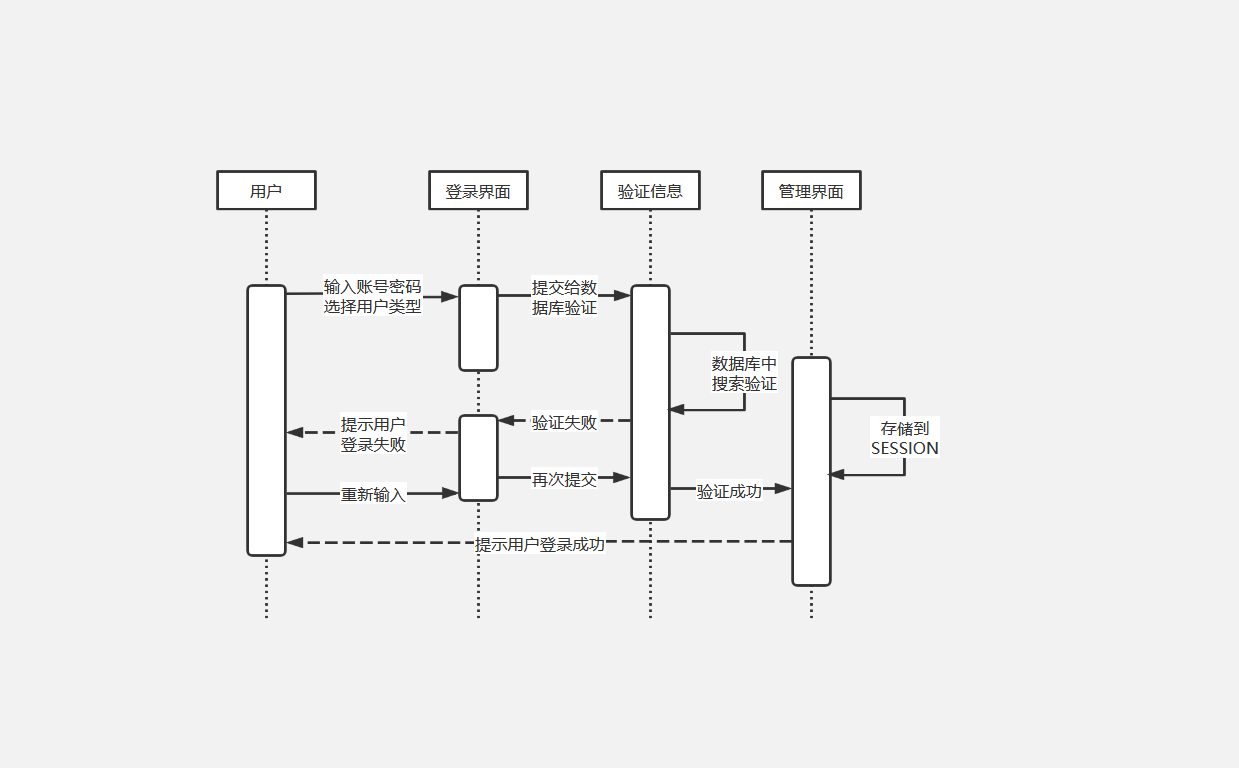 用户
登录界面
验证信息
管理界面
输入账号密码
选择用户类型
提交给数
据库验证
数据库中
搜索验证
验证失败
提示用户
登录失败
存储到
SESSION
再次提交
验证成功
重新输入
提示用户登录成功